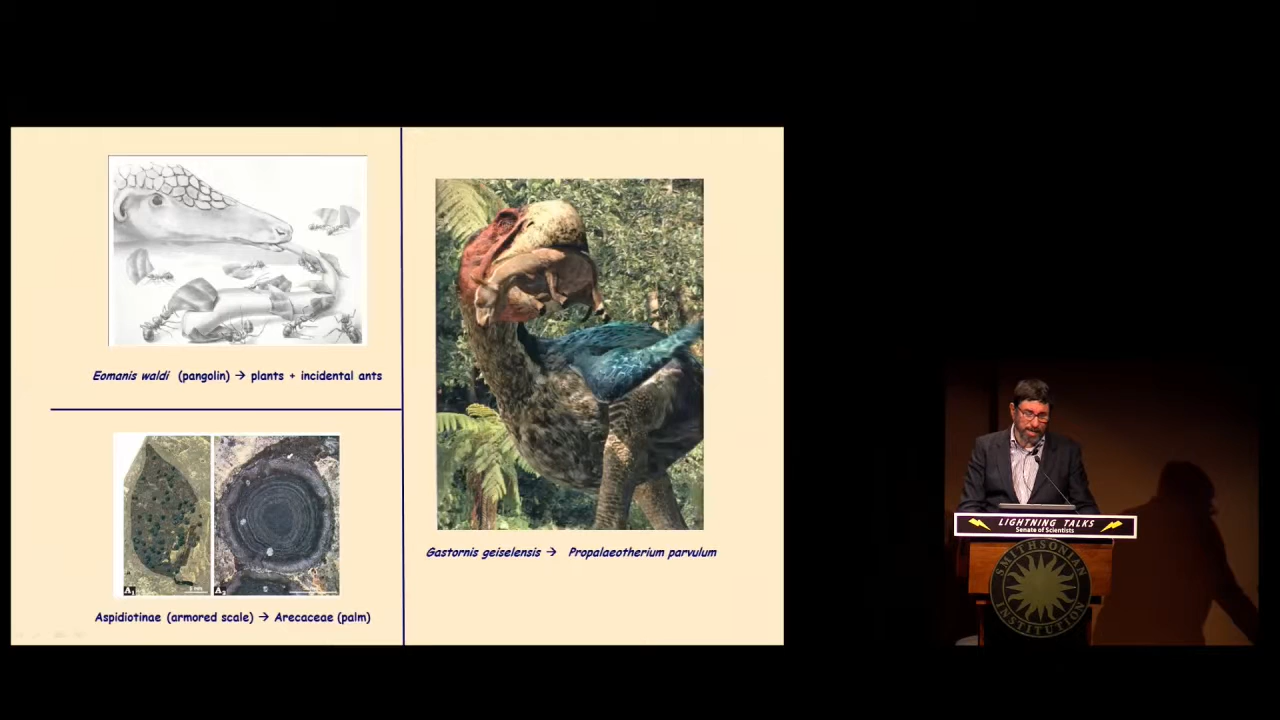 Eomanis waldi (pangolin) → plants + incidental ants
Aspidiotinae (armored scale) → Arecaceae (palm)
Gastornis geiselensis → Propalaeotherium parvulum
LIGHTNING TALKS
Senate of Scientists
SMITHSONIAN
INSTITUTION